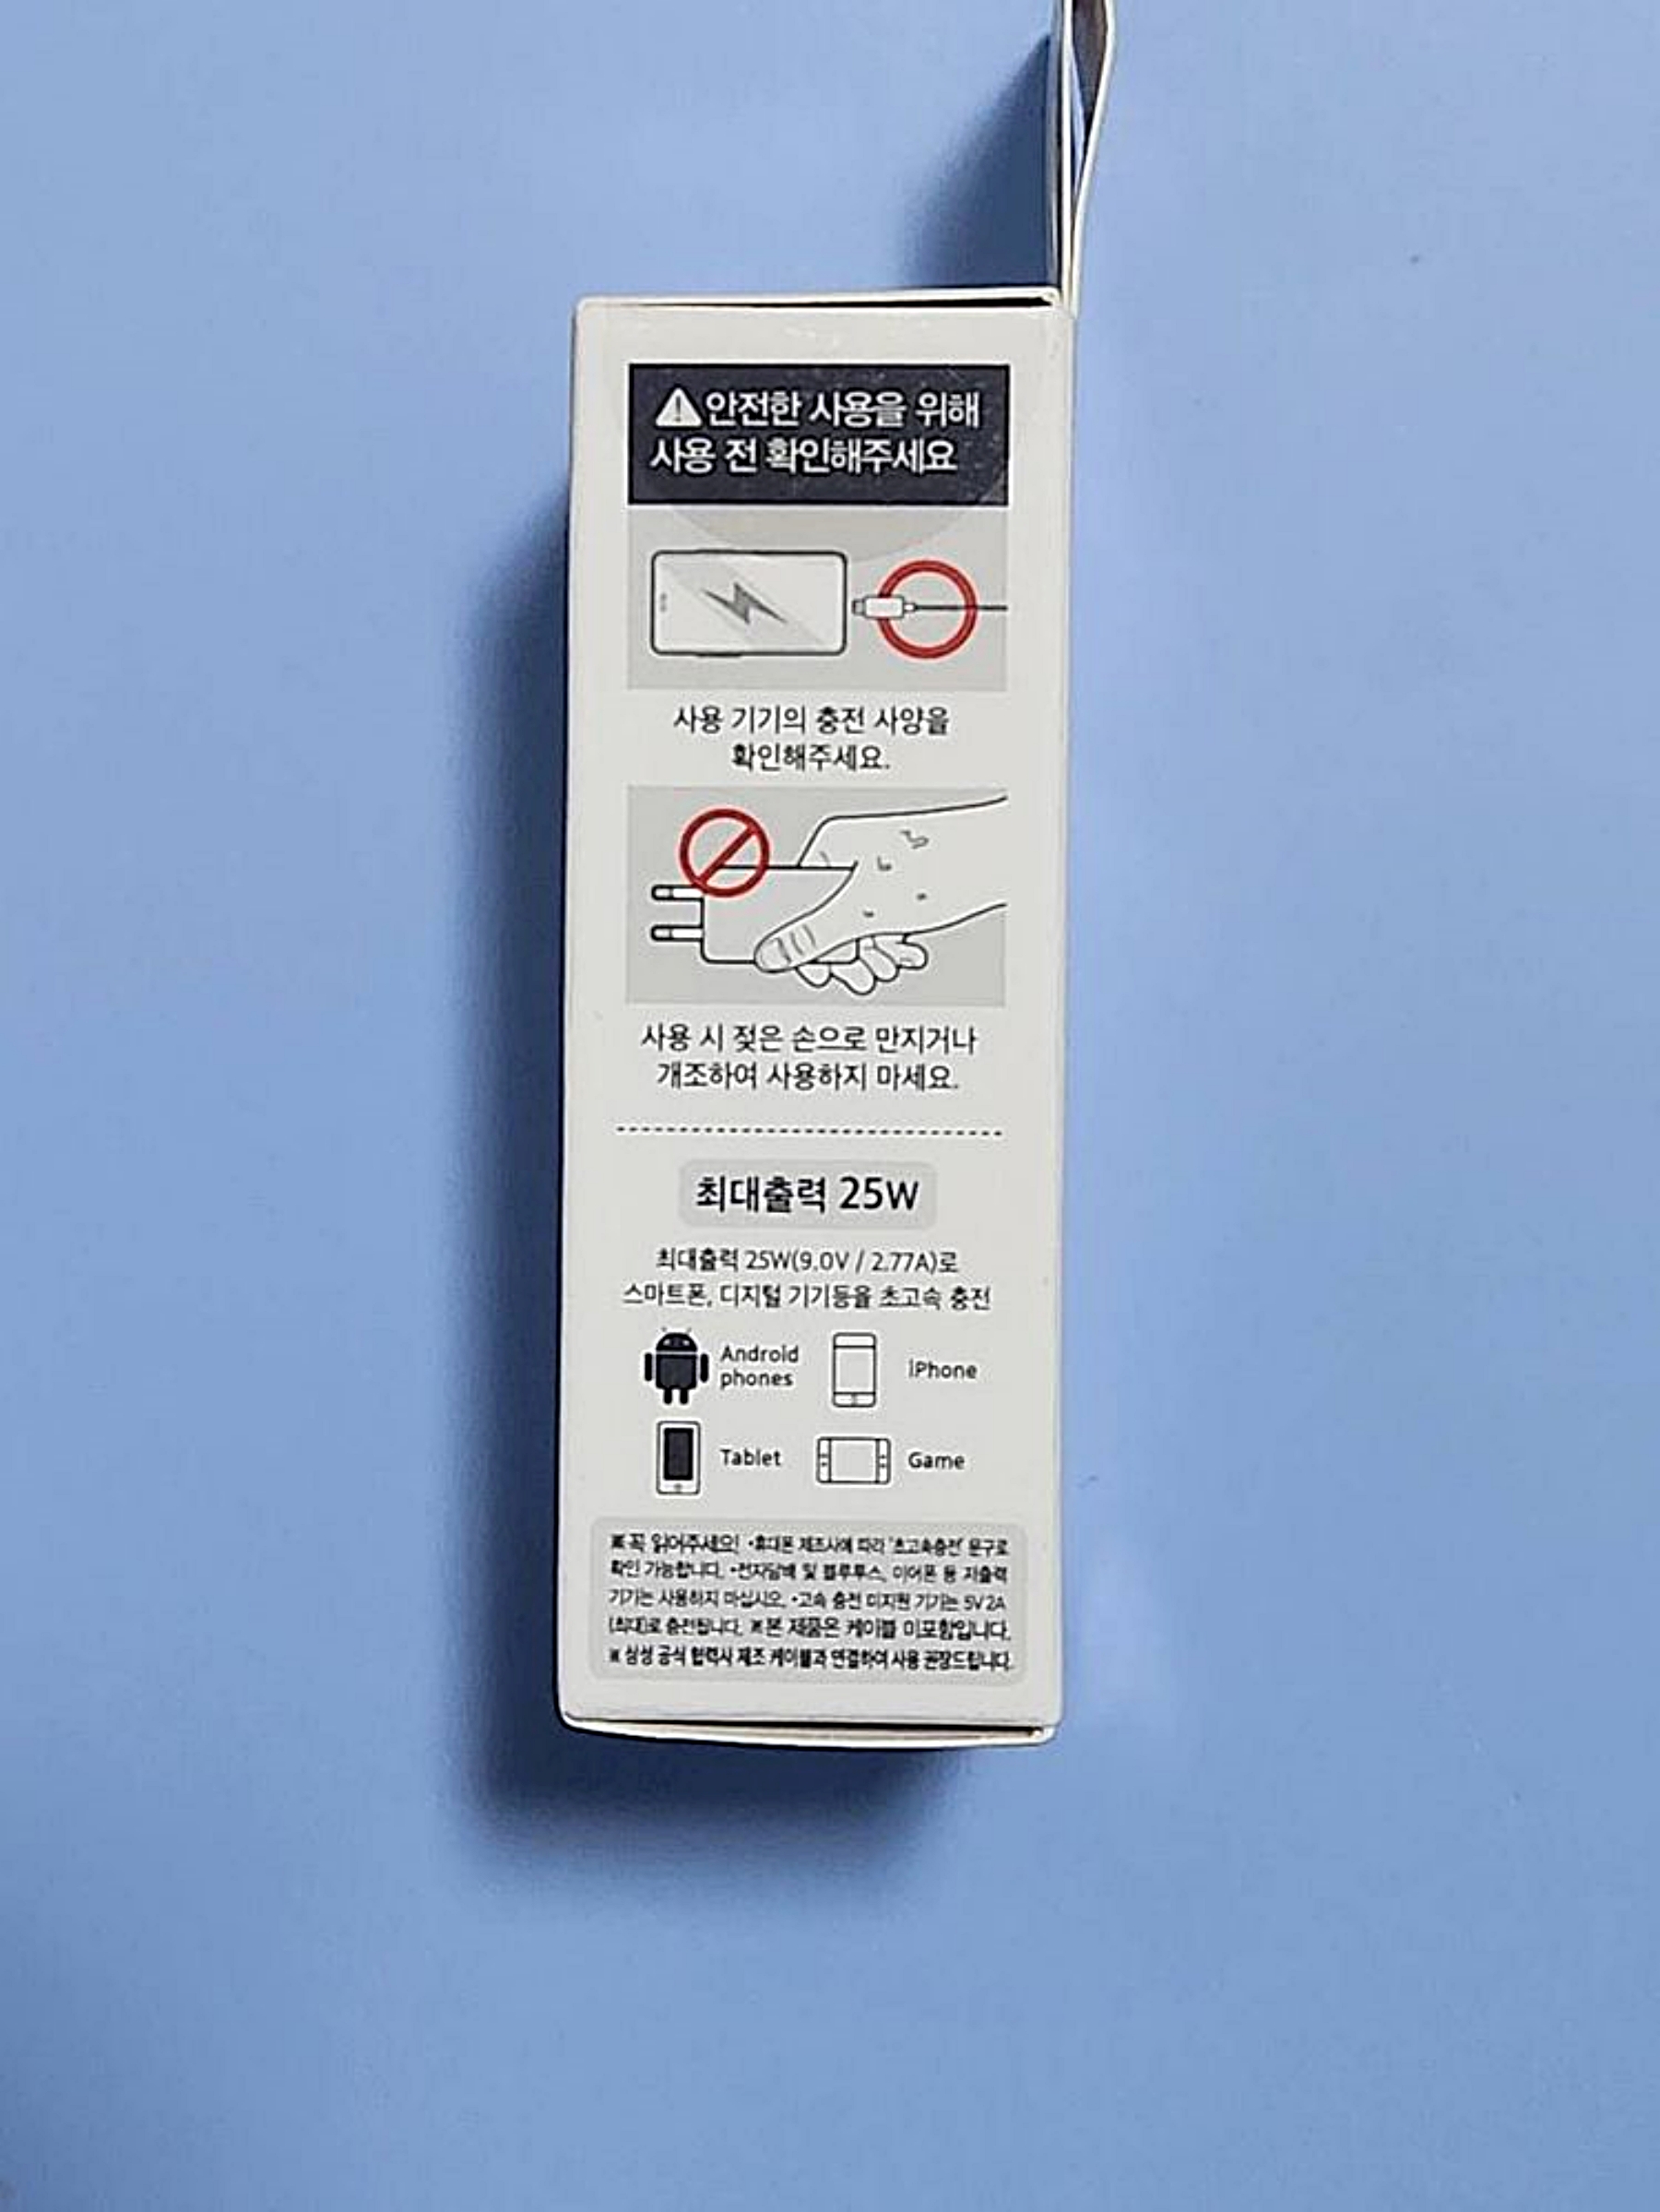 안전한 사용을 위해
사용 전 확인해주세요
사용 기기의 충전 사양을
확인해주세요.
사용 시 젖은 손으로 만지거나
개조하여 사용하지 마세요.
최대출력 25W
최대출력 25W(9.0V / 2.77A)로
스마트폰, 디지털 기기등을 초고속 충전
Android
phones
iPhone
Tablet
Game
※꼭 읽어주세요! •휴대폰 제조사에 따라 '초고속충전' 문구로
확인 가능합니다. •전자담배 및 블루투스, 이어폰 등 저출력
기기는 사용하지 마십시오. •고속 충전 미지원 기기는 5V 2A
(최대)로 충전됩니다. ※본 제품은 케이블 미포함입니다.
※ 삼성 공식 협력사 제조 케이블과 연결하여 사용 권장드립니다.